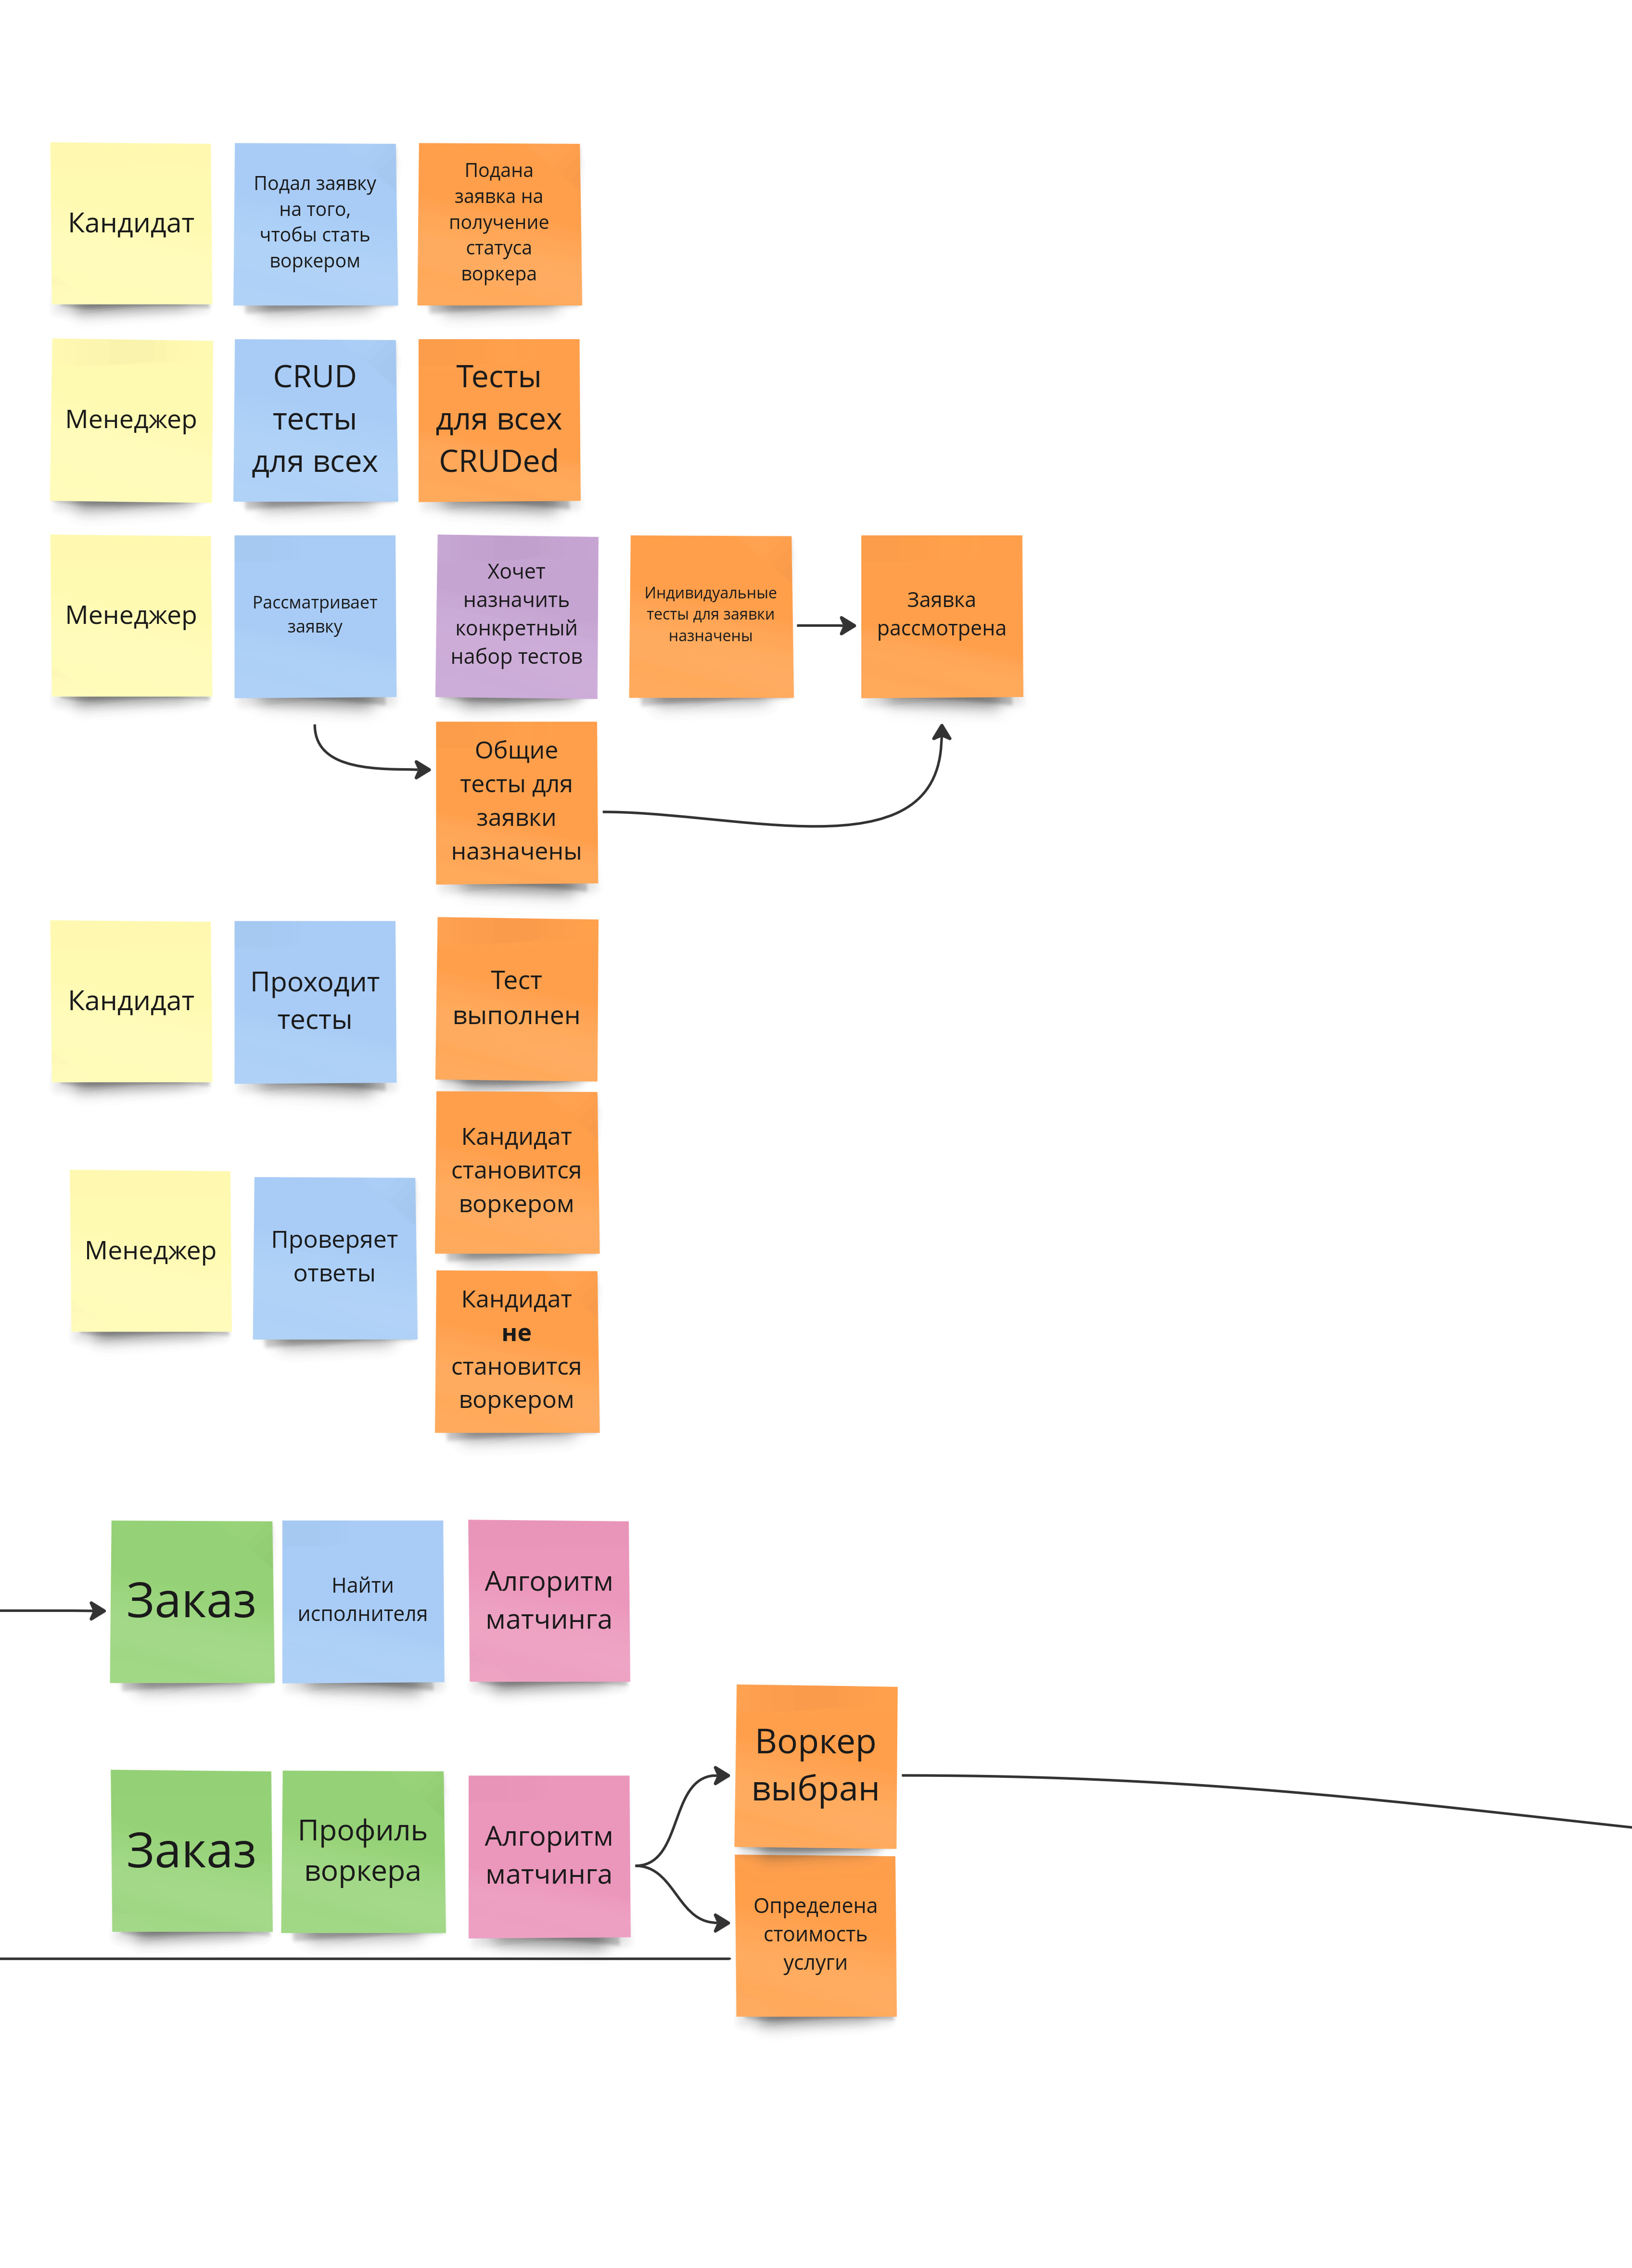 Кандидат
Подал заявку
на того,
чтобы стать
воркером
Подана
заявка на
получение
статуса
воркера
Менеджер
CRUD
тесты
для всех
Тесты
для всех
CRUDed
Менеджер
Рассматривает
заявку
Хочет
назначить
конкретный
набор тестов
Индивидуальные
тесты для заявки
назначены
Заявка
рассмотрена
Общие
тесты для
заявки
назначены
Кандидат
Проходит
тесты
Тест
выполнен
Кандидат
становится
воркером
Менеджер
Проверяет
ответы
Кандидат
не
становится
воркером
Заказ
Найти
исполнителя
Алгоритм
матчинга
Воркер
выбран
Заказ
Профиль
воркера
Алгоритм
матчинга
Определена
стоимость
услуги